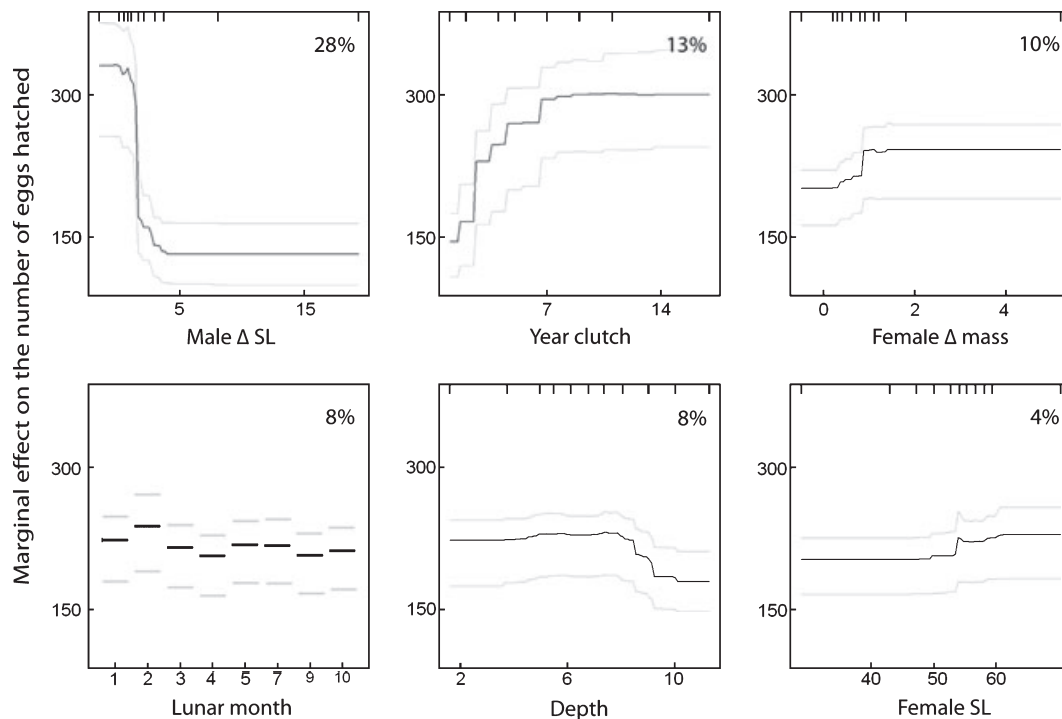 Marginal effect on the number of eggs hatched
28%
300
150
5 15
Male Δ SL
13%
300
150
7 14
Year clutch
10%
300
150
0 2 4
Female Δ mass
8%
300
150
1 2 3 4 5 7 9 10
Lunar month
8%
300
150
2 6 10
Depth
4%
300
150
40 50 60
Female SL